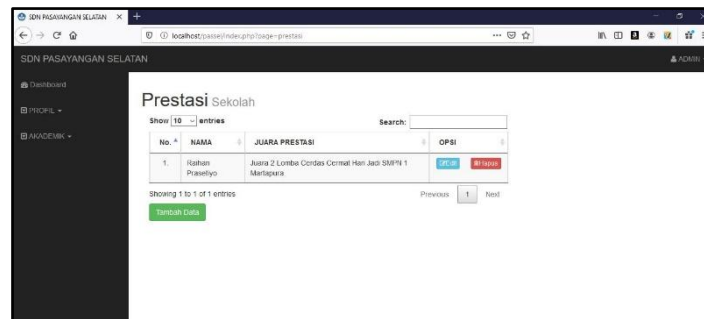 SDN PASAYANGAN SELATAN
localhost/passel/index.php?page=prestasi
SDN PASAYANGAN SELATAN
ADMIN
Dashboard
PROFIL
AKADEMIK
Prestasi Sekolah
Show 10 entries
Search:
No. NAMA JUARA PRESTASI OPSI
1. Raihan Prasetiyo Juara 2 Lomba Cerdas Cermat Hari Jadi SMPN 1 Martapura Edit Hapus
Showing 1 to 1 of 1 entries
Previous 1 Next
Tambah Data